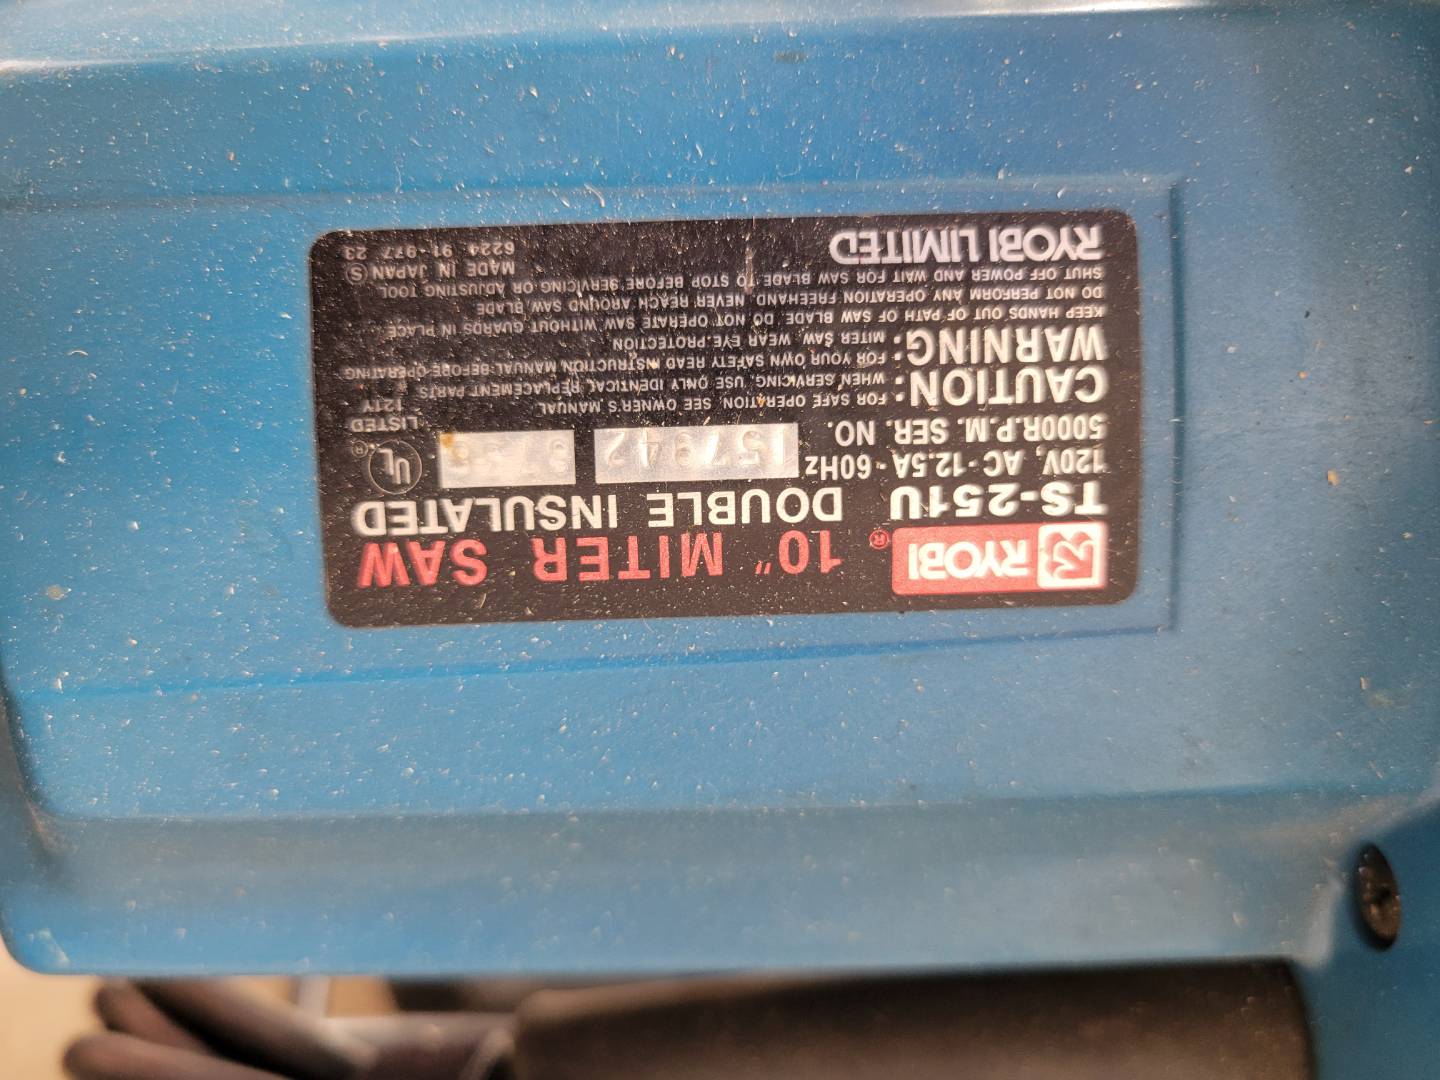 RYOBI® 10" MITER SAW
TS-251U DOUBLE INSULATED
120V, AC-12.5A-60Hz
5000R.P.M. SER. NO. 157942
UL®
LISTED
121Y
CAUTION: FOR SAFE OPERATION, SEE OWNER'S MANUAL
WHEN SERVICING, USE ONLY IDENTICAL REPLACEMENT PARTS.
WARNING: FOR YOUR OWN SAFETY READ INSTRUCTION MANUAL BEFORE OPERATING
MITER SAW. WEAR EYE PROTECTION
KEEP HANDS OUT OF PATH OF SAW BLADE. DO NOT OPERATE SAW WITHOUT GUARDS IN PLACE
DO NOT PERFORM ANY OPERATION FREEHAND. NEVER REACH AROUND SAW BLADE
SHUT OFF POWER AND WAIT FOR SAW BLADE TO STOP BEFORE SERVICING OR ADJUSTING TOOL
RYOBI LIMITED
MADE IN JAPAN Ⓢ
6224 91-977 23